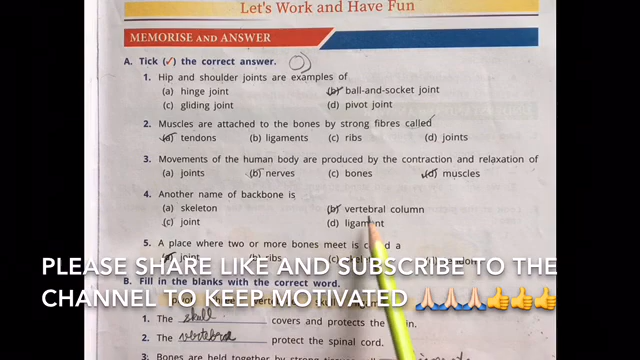 Let's Work and Have Fun
MEMORISE AND ANSWER
A. Tick (✓) the correct answer.
1. Hip and shoulder joints are examples of
(a) hinge joint (b) ball-and-socket joint
(c) gliding joint (d) pivot joint
2. Muscles are attached to the bones by strong fibres called
(a) tendons (b) ligaments (c) ribs (d) joints
3. Movements of the human body are produced by the contraction and relaxation of
(a) joints (b) nerves (c) bones (d) muscles
4. Another name of backbone is
(a) skeleton (b) vertebral column
(c) joint (d) ligament
5. A place where two or more bones meet is called a
(a) joint (b) ribs (c)
PLEASE SHARE LIKE AND SUBSCRIBE TO THE
CHANNEL TO KEEP MOTIVATED 🙏🏻🙏🏻🙏🏻👍👍👍
B. Fill in the blanks with the correct word.
1. The skull covers and protects the
2. The vertebral protect the spinal cord.
3. Bones are held together by strong